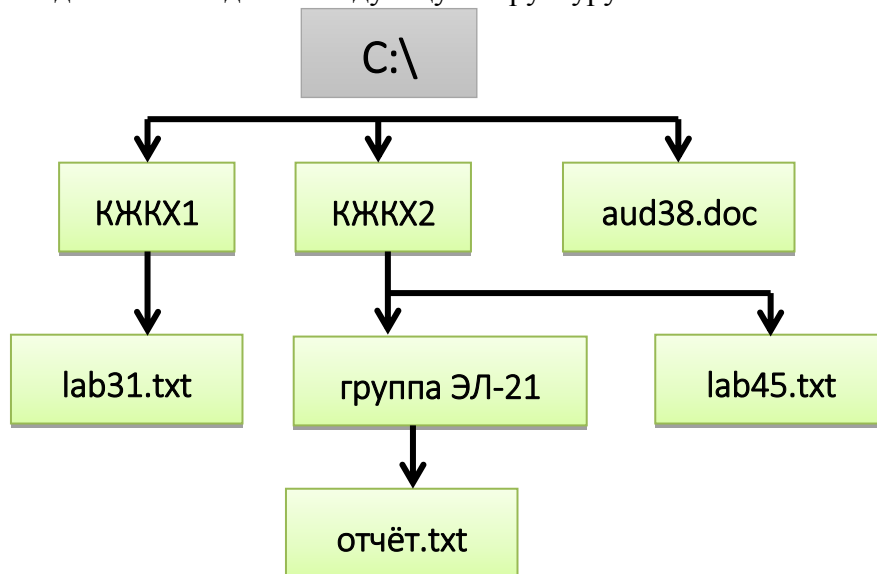 C:\
КЖКХ1
КЖКХ2
aud38.doc
lab31.txt
группа ЭЛ-21
lab45.txt
отчёт.txt